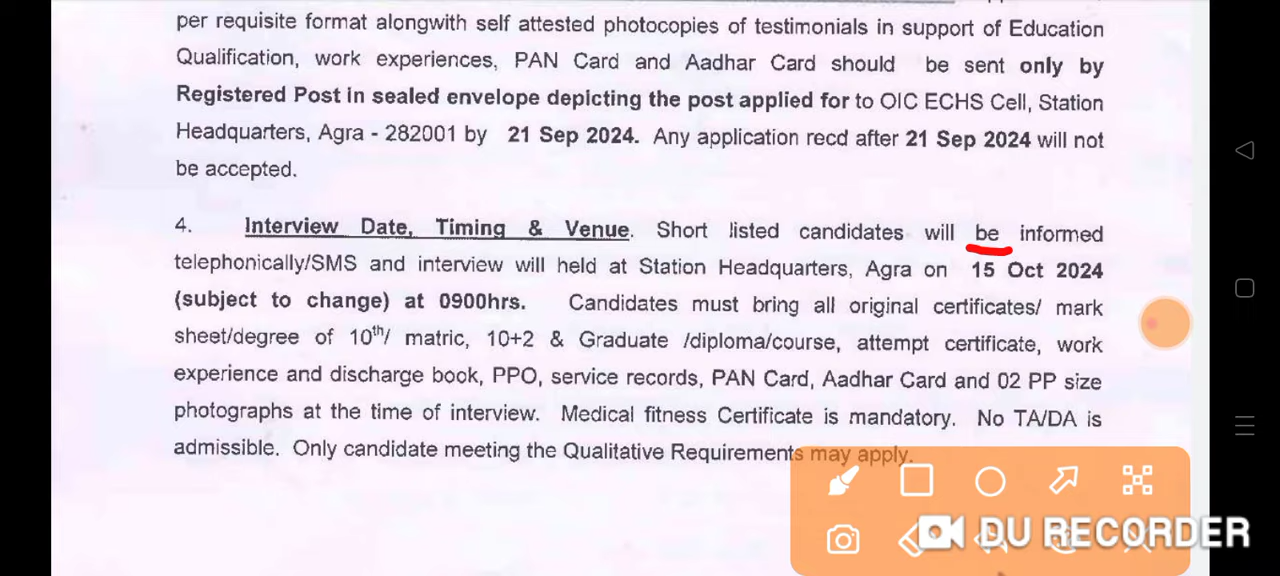 per requisite format alongwith self attested photocopies of testimonials in support of Education
Qualification, work experiences, PAN Card and Aadhar Card should be sent only by
Registered Post in sealed envelope depicting the post applied for to OIC ECHS Cell, Station
Headquarters, Agra - 282001 by 21 Sep 2024. Any application recd after 21 Sep 2024 will not
be accepted.
4. Interview Date, Timing & Venue. Short listed candidates will be informed
telephonically/SMS and interview will held at Station Headquarters, Agra on 15 Oct 2024
(subject to change) at 0900hrs. Candidates must bring all original certificates/ mark
sheet/degree of 10th/ matric, 10+2 & Graduate /diploma/course, attempt certificate, work
experience and discharge book, PPO, service records, PAN Card, Aadhar Card and 02 PP size
photographs at the time of interview. Medical fitness Certificate is mandatory. No TA/DA is
admissible. Only candidate meeting the Qualitative Requirements may apply.
DU RECORDER